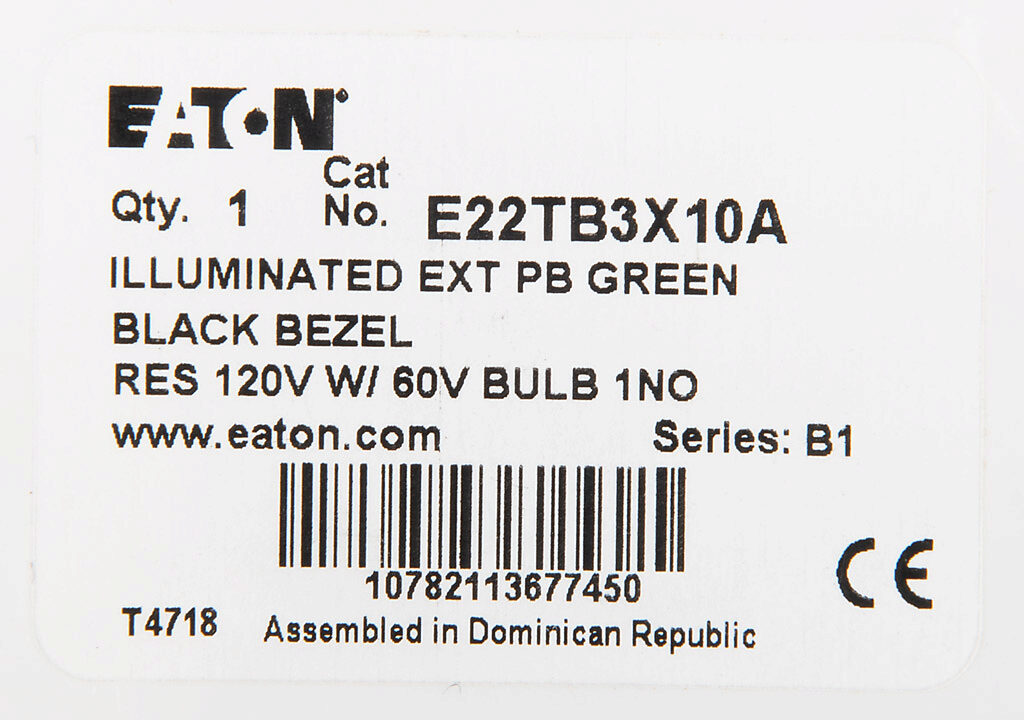 EATON
Qty. 1 Cat No. E22TB3X10A
ILLUMINATED EXT PB GREEN
BLACK BEZEL
RES 120V W/ 60V BULB 1NO
www.eaton.com Series: B1
10782113677450
CE
T4718 Assembled in Dominican Republic